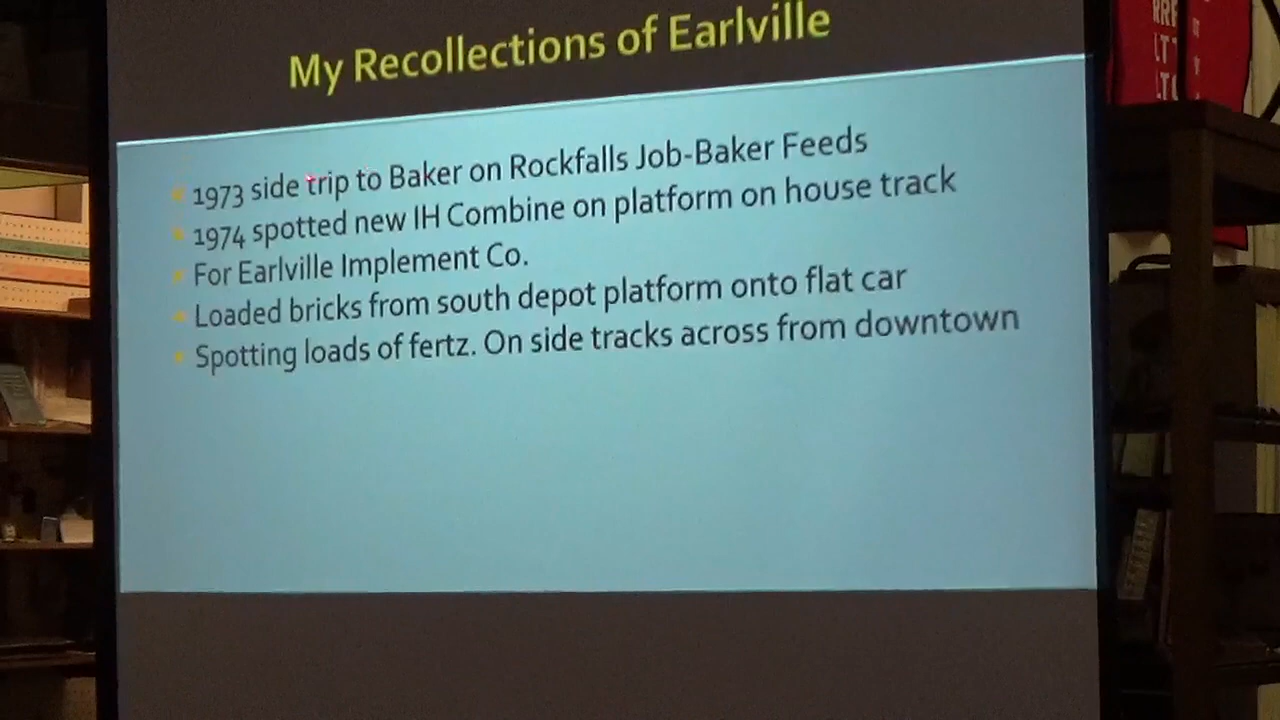 My Recollections of Earlville
1973 side trip to Baker on Rockfalls Job-Baker Feeds
1974 spotted new IH Combine on platform on house track
For Earlville Implement Co.
Loaded bricks from south depot platform onto flat car
Spotting loads of fertz. On side tracks across from downtown